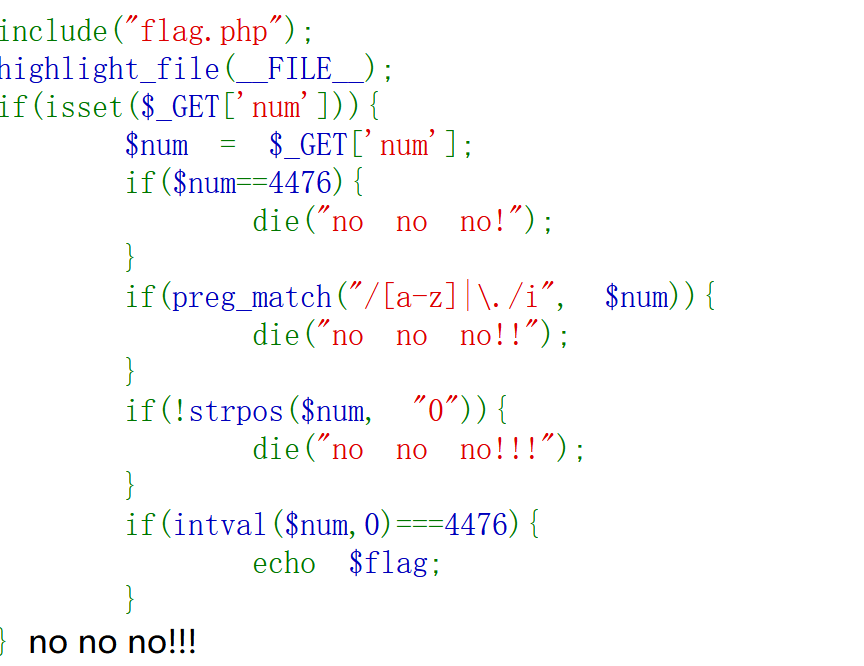 include("flag.php");
highlight_file(__FILE__);
if(isset($_GET['num'])){
$num = $_GET['num'];
if($num==4476){
die("no no no!");
}
if(preg_match("/[a-z]|\./i", $num)){
die("no no no!!");
}
if(!strpos($num, "0")){
die("no no no!!!");
}
if(intval($num,0)===4476){
echo $flag;
}
} no no no!!!